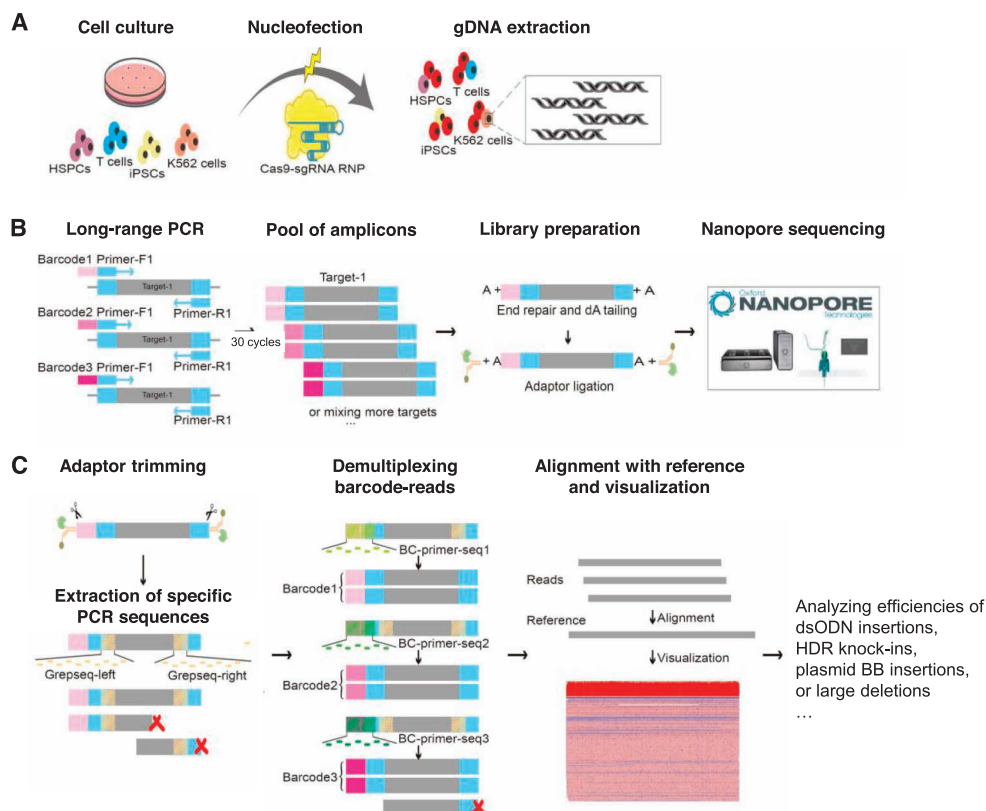 A
Cell culture
Nucleofection
gDNA extraction
HSPCs
T cells
iPSCs
K562 cells
Cas9-sgRNA RNP
HSPCs
T cells
iPSCs
K562 cells
B
Long-range PCR
Pool of amplicons
Library preparation
Nanopore sequencing
Barcode1 Primer-F1
Target-1
Primer-R1
Barcode2 Primer-F1
Target-1
Primer-R1
Barcode3 Primer-F1
Target-1
Primer-R1
30 cycles
Target-1
or mixing more targets
...
A +
+ A
End repair and dA tailing
+ A
A +
Adaptor ligation
Oxford
NANOPORE
Technologies
C
Adaptor trimming
Extraction of specific
PCR sequences
Grepseq-left
Grepseq-right
Demultiplexing
barcode-reads
BC-primer-seq1
Barcode1
BC-primer-seq2
Barcode2
BC-primer-seq3
Barcode3
Alignment with reference
and visualization
Reads
Alignment
Reference
Visualization
Analyzing efficiencies of
dsODN insertions,
HDR knock-ins,
plasmid BB insertions,
or large deletions
...